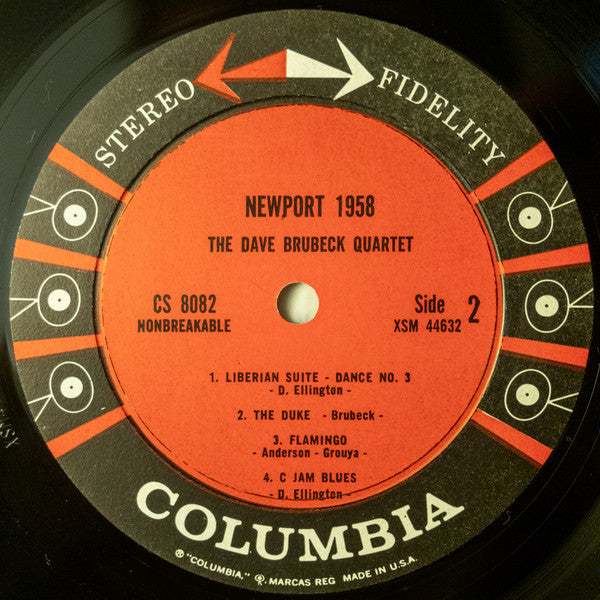 STEREO FIDELITY
NEWPORT 1958
THE DAVE BRUBECK QUARTET
CS 8082
NONBREAKABLE
Side 2
XSM 44632
1. LIBERIAN SUITE - DANCE NO. 3
- D. Ellington -
2. THE DUKE - Brubeck -
3. FLAMINGO
- Anderson - Grouya -
4. C JAM BLUES
- D. Ellington -
COLUMBIA
® "COLUMBIA," ®. MARCAS REG MADE IN U.S.A.